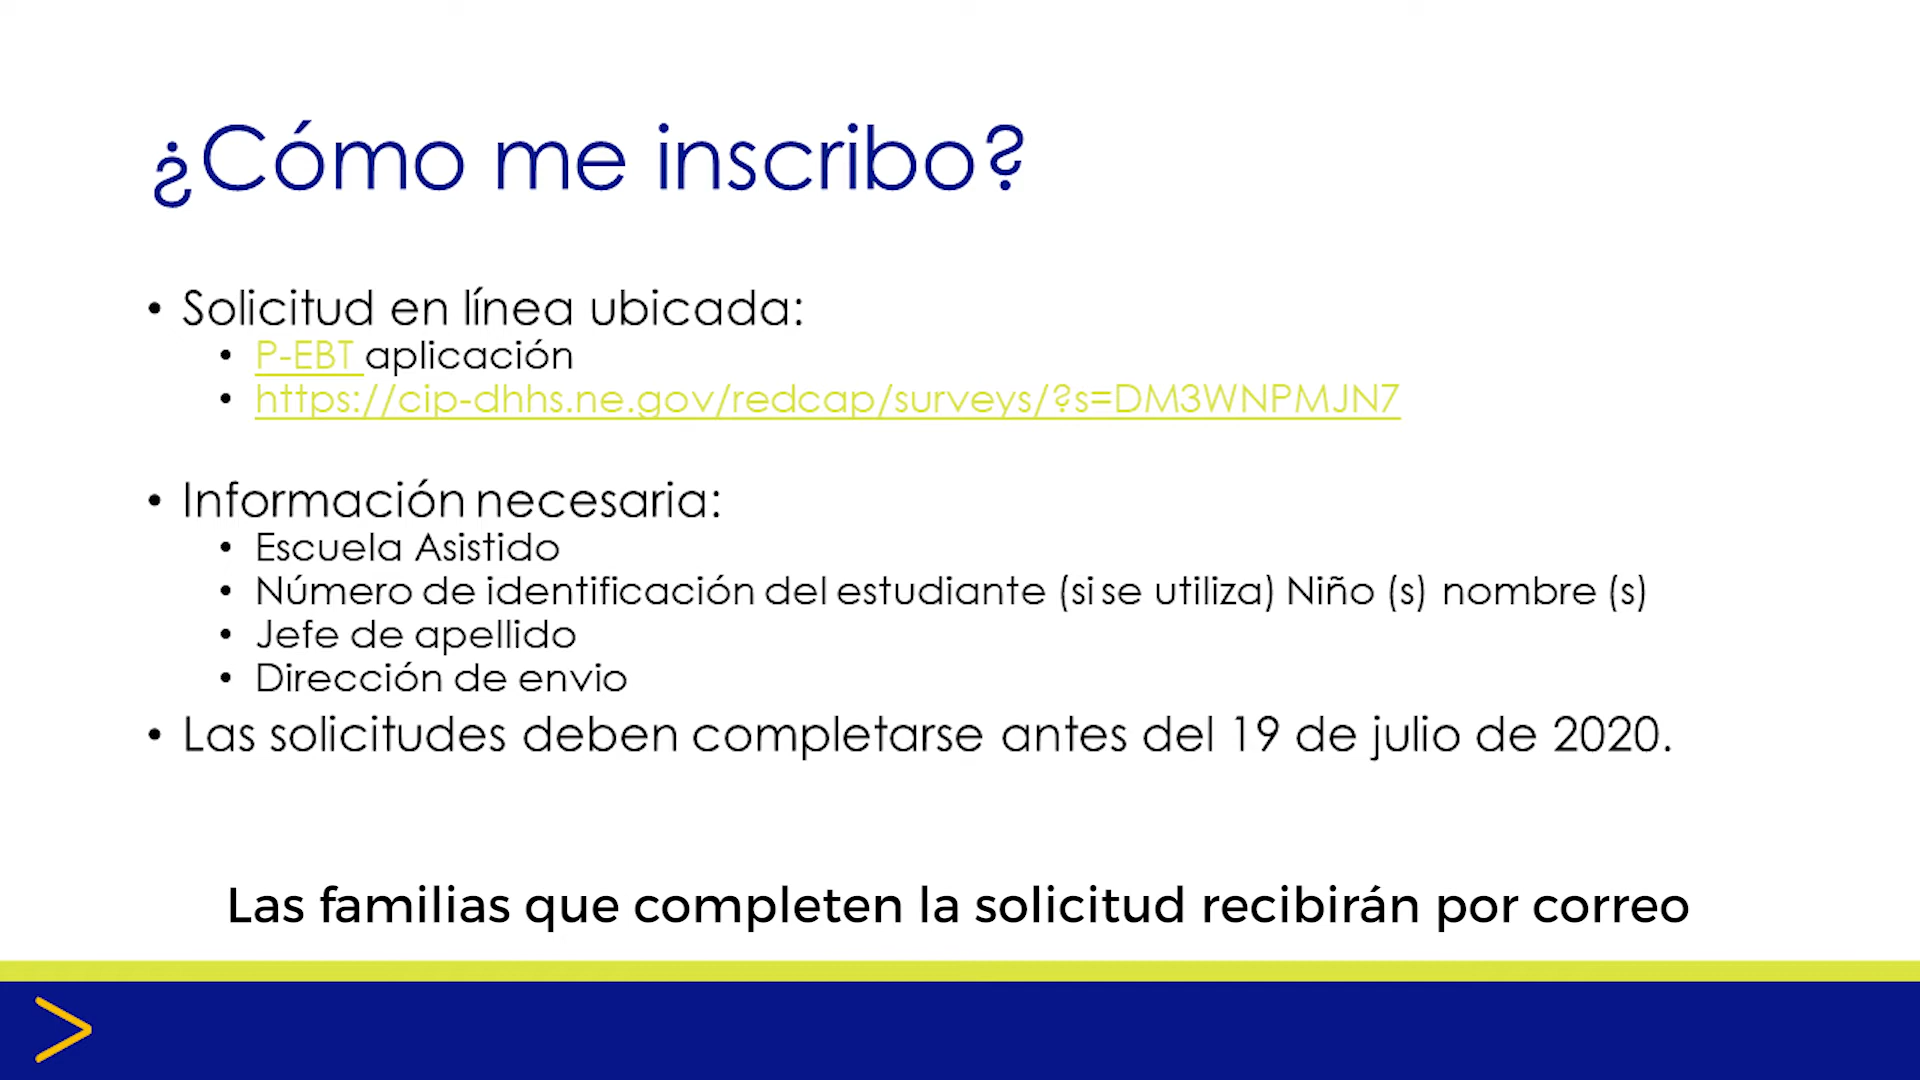 ¿Cómo me inscribo?
• Solicitud en línea ubicada:
• P-EBT aplicación
• https://cip-dhhs.ne.gov/redcap/surveys/?s=DM3WNPMJN7
• Información necesaria:
• Escuela Asistido
• Número de identificación del estudiante (si se utiliza) Niño (s) nombre (s)
• Jefe de apellido
• Dirección de envio
• Las solicitudes deben completarse antes del 19 de julio de 2020.
Las familias que completen la solicitud recibirán por correo